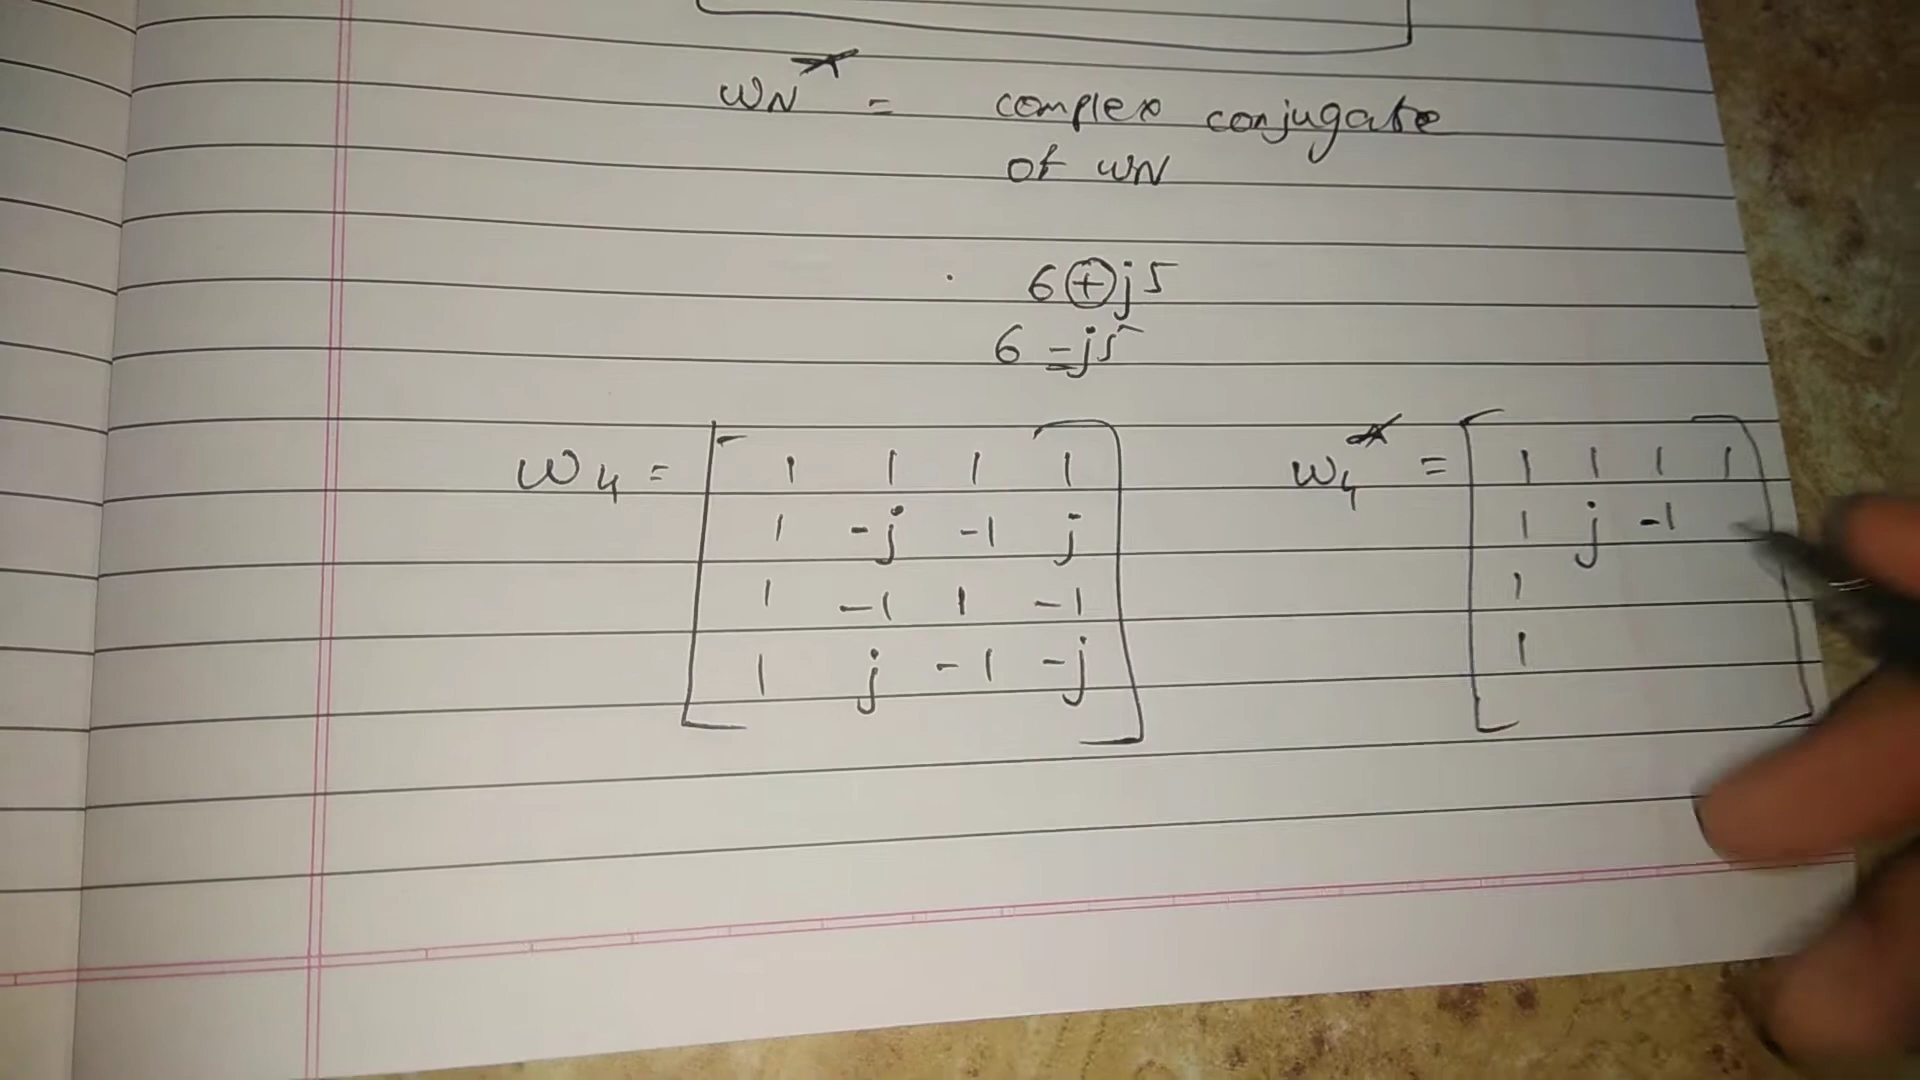 WN* = complex conjugate
of WN
6 + j5
6 - j5
W4 = [ 1 1 1 1 W4* = [ 1 1 1 1
1 -j -1 j 1 j -1
1 -1 1 -1 1
1 j -1 -j ] 1 ]